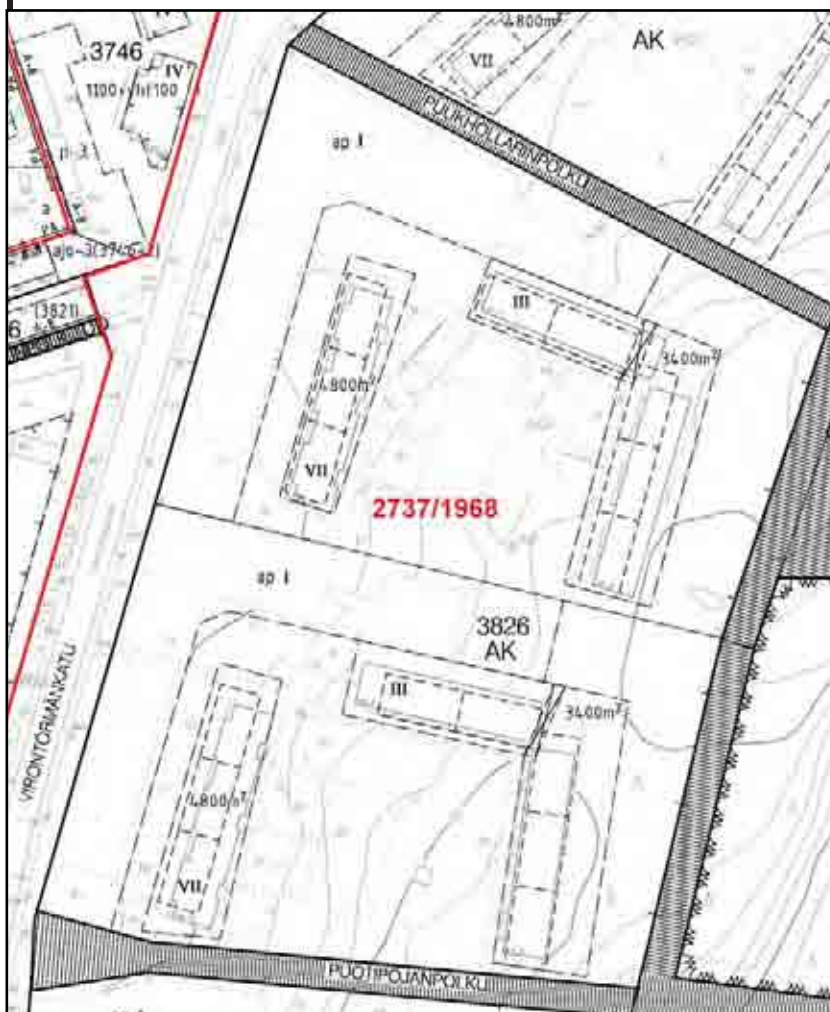 4800m²
AK
VII
3746
IV
PUUKHOLLARINPOLKU
ap I
III
3400m²
4800m²
VII
(3821)
2737/1968
ap I
3826
AK
III
3400m²
VIRONTÖRMÄNKATU
4800m²
VII
PUOTIPOJANPOLKU